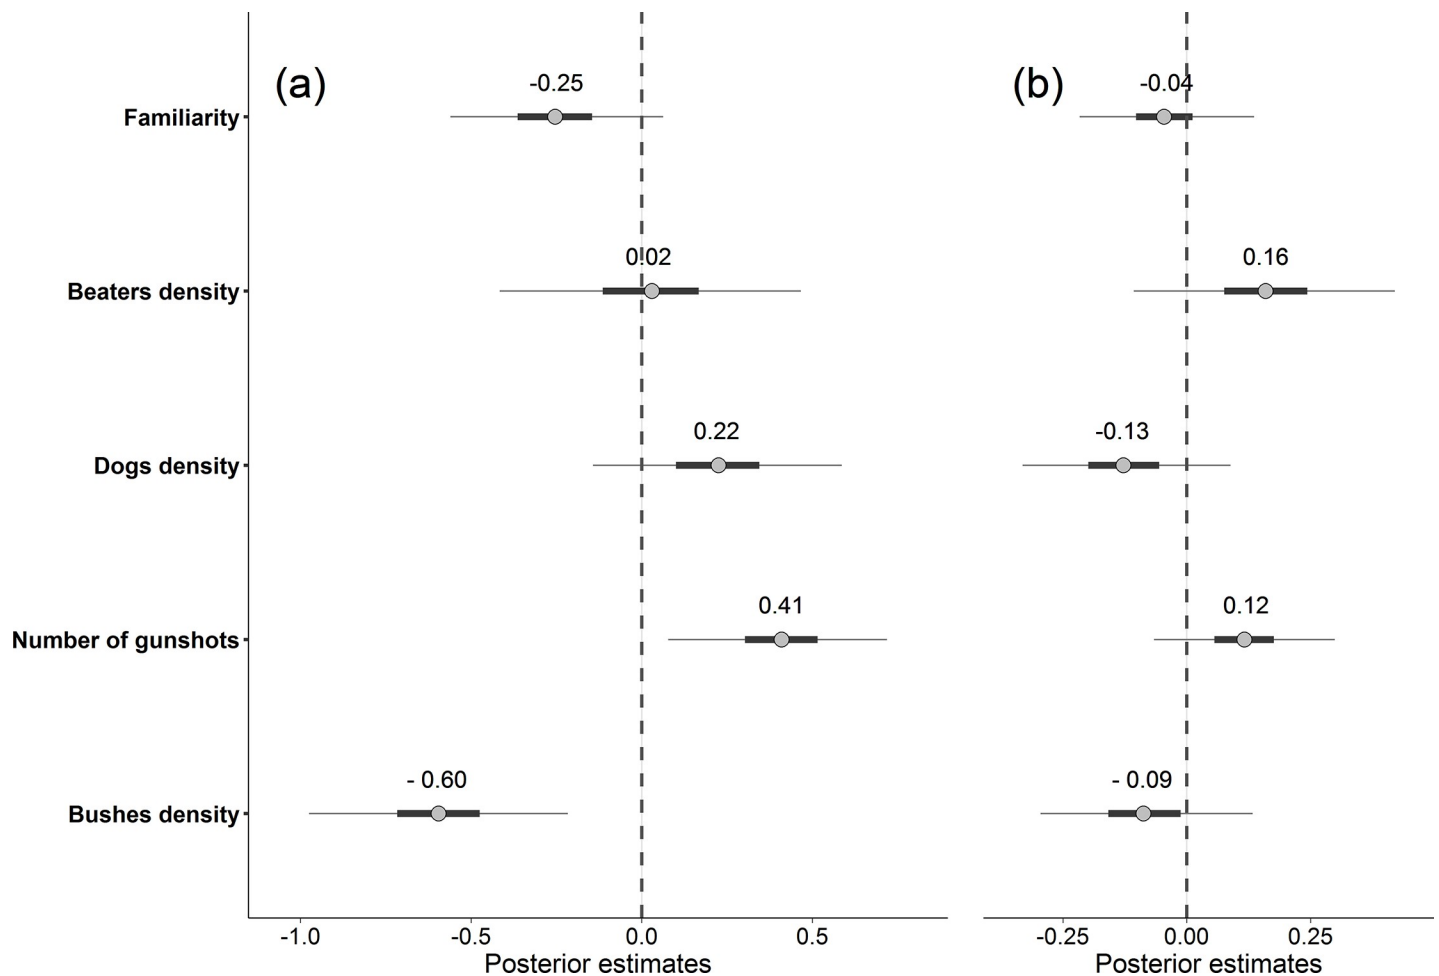 (a)
(b)
Familiarity
-0.25
-0.04
Beaters density
0.02
0.16
Dogs density
0.22
-0.13
Number of gunshots
0.41
0.12
Bushes density
- 0.60
- 0.09
-1.0 -0.5 0.0 0.5
-0.25 0.00 0.25
Posterior estimates
Posterior estimates